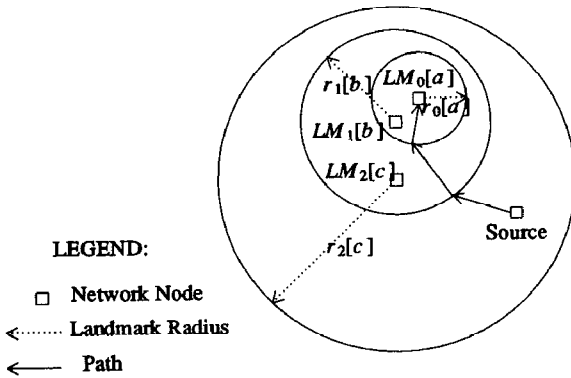 LM₀[a]
r₁[b]
r₀[a]
LM₁[b]
LM₂[c]
Source
r₂[c]
LEGEND:
Network Node
Landmark Radius
Path